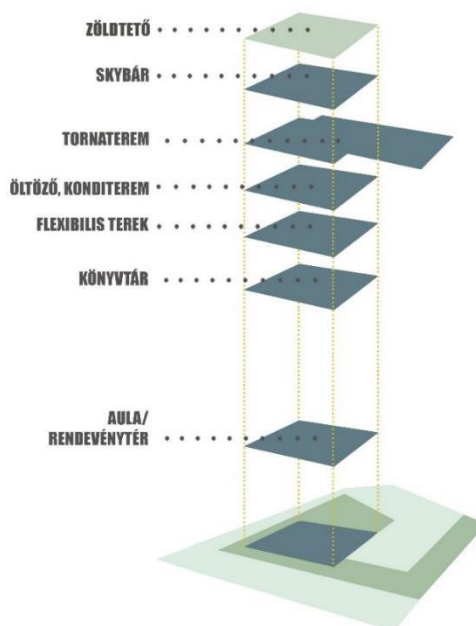 ZÖLDTETŐ
SKYBÁR
TORNATEREM
ÖLTÖZŐ, KONDITEREM
FLEXIBILIS TEREK
KÖNYVTÁR
AULA/
RENDEVÉNYTÉR